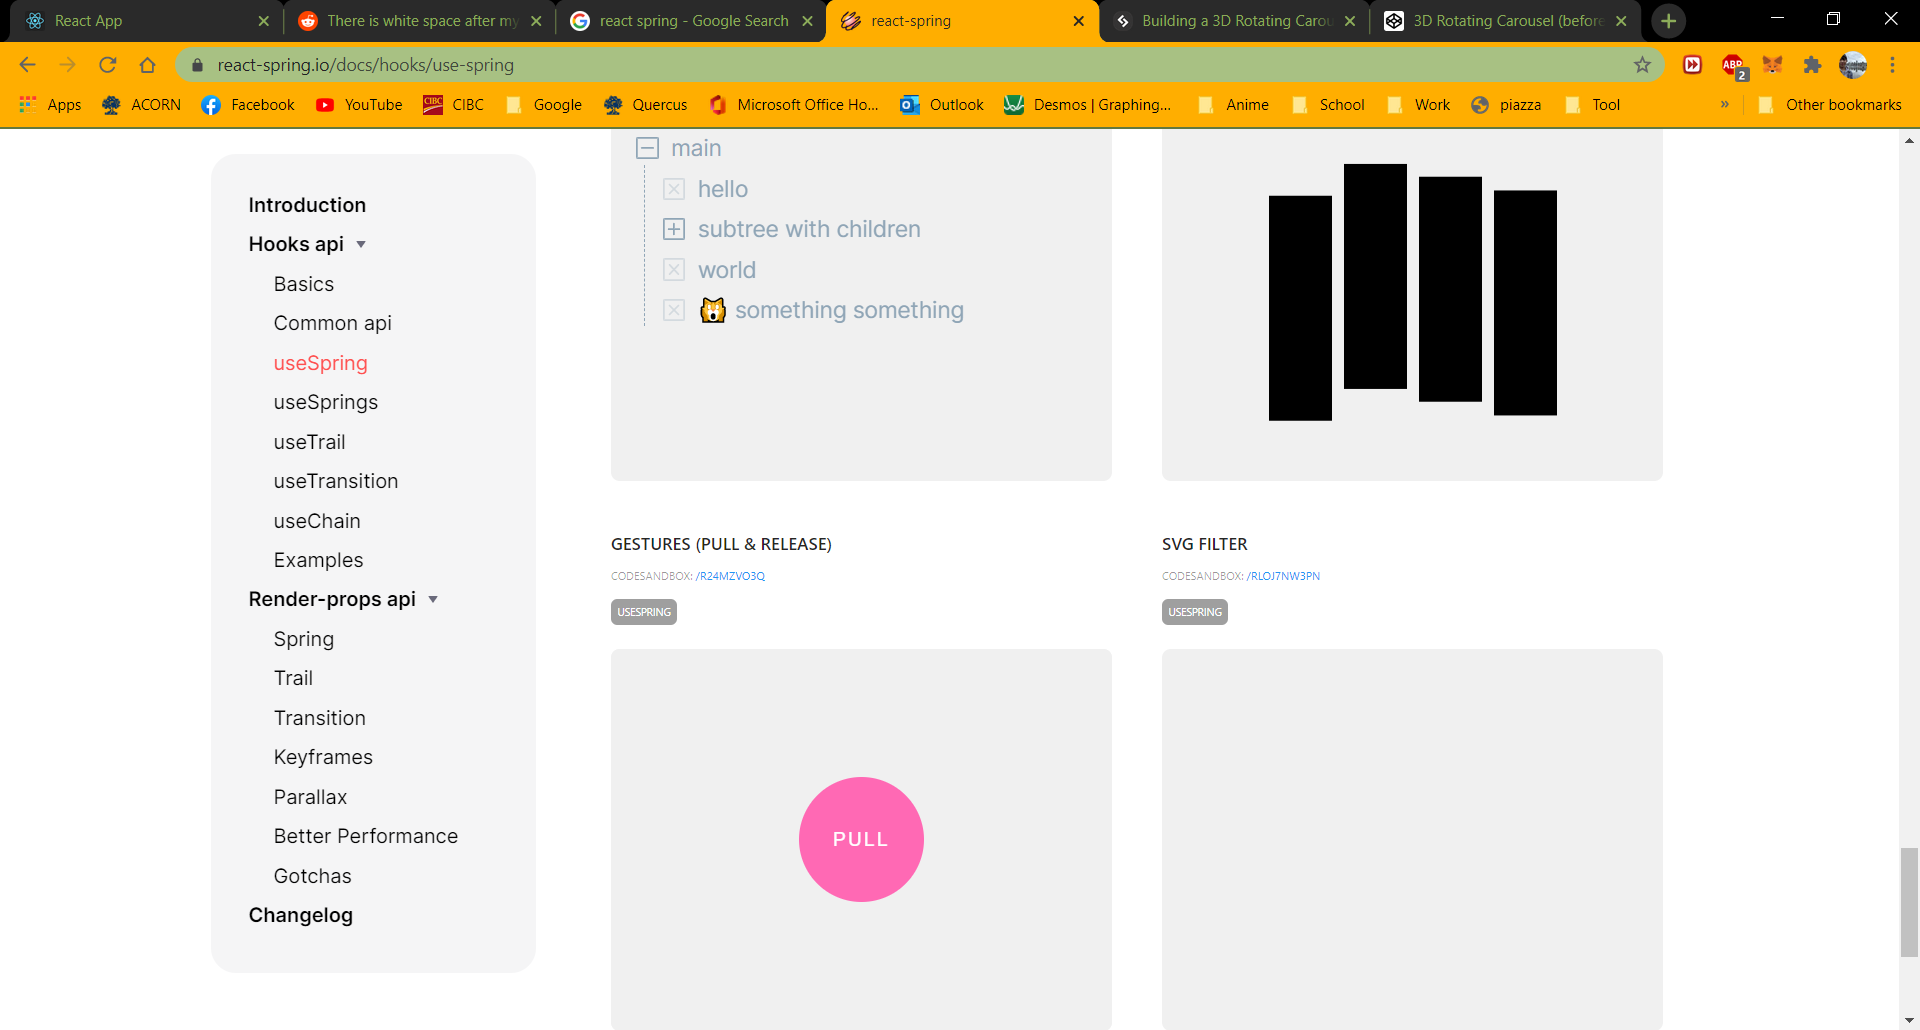 React App
There is white space after my
react spring - Google Search
react-spring
Building a 3D Rotating Carou
3D Rotating Carousel (before
react-spring.io/docs/hooks/use-spring
ABP
2
Apps
ACORN
Facebook
YouTube
CIBC
CIBC
Google
Quercus
Microsoft Office Ho...
Outlook
Desmos | Graphing...
Anime
School
Work
piazza
Tool
»
Other bookmarks
Introduction
Hooks api
Basics
Common api
useSpring
useSprings
useTrail
useTransition
useChain
Examples
Render-props api
Spring
Trail
Transition
Keyframes
Parallax
Better Performance
Gotchas
Changelog
main
hello
subtree with children
world
🙀 something something
GESTURES (PULL & RELEASE)
CODESANDBOX: /R24MZVO3Q
USESPRING
PULL
SVG FILTER
CODESANDBOX: /RLOJ7NW3PN
USESPRING